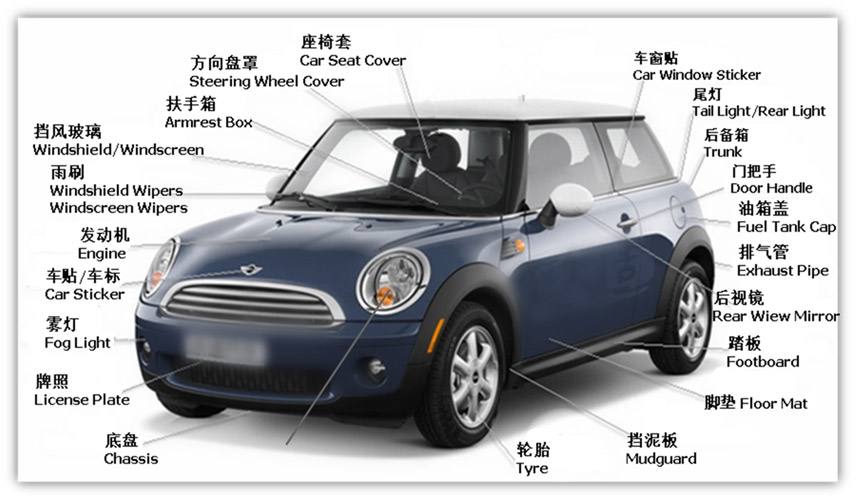 座椅套
Car Seat Cover
方向盘罩
Steering Wheel Cover
扶手箱
Armrest Box
挡风玻璃
Windshield/Windscreen
雨刷
Windshield Wipers
Windscreen Wipers
发动机
Engine
车贴/车标
Car Sticker
雾灯
Fog Light
牌照
License Plate
底盘
Chassis
车窗贴
Car Window Sticker
尾灯
Tail Light/Rear Light
后备箱
Trunk
门把手
Door Handle
油箱盖
Fuel Tank Cap
排气管
Exhaust Pipe
后视镜
Rear Wiew Mirror
踏板
Footboard
脚垫 Floor Mat
挡泥板
Mudguard
轮胎
Tyre